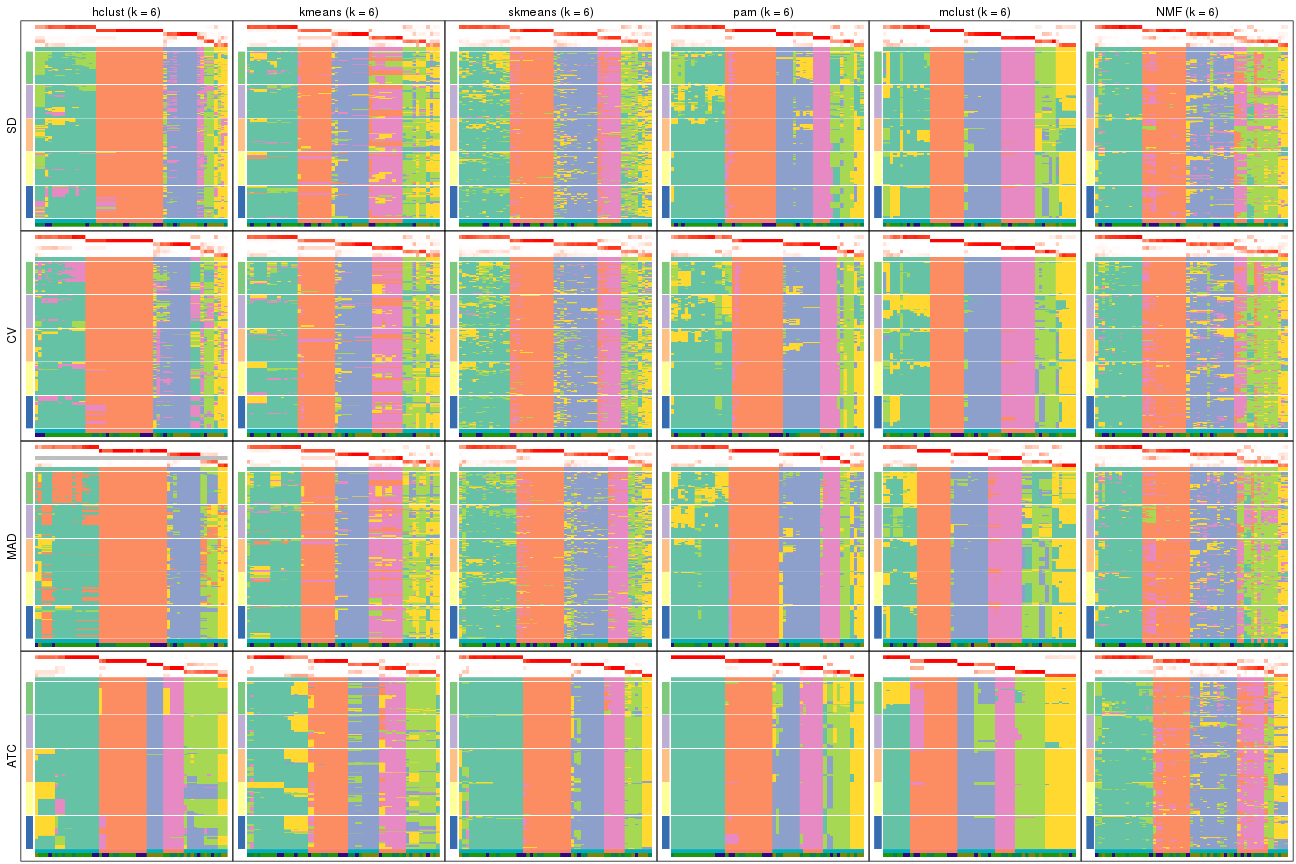 hclust (k = 6) kmeans (k = 6) skmeans (k = 6) pam (k = 6) mclust (k = 6) NMF (k = 6)
SD
CV
MAD
ATC